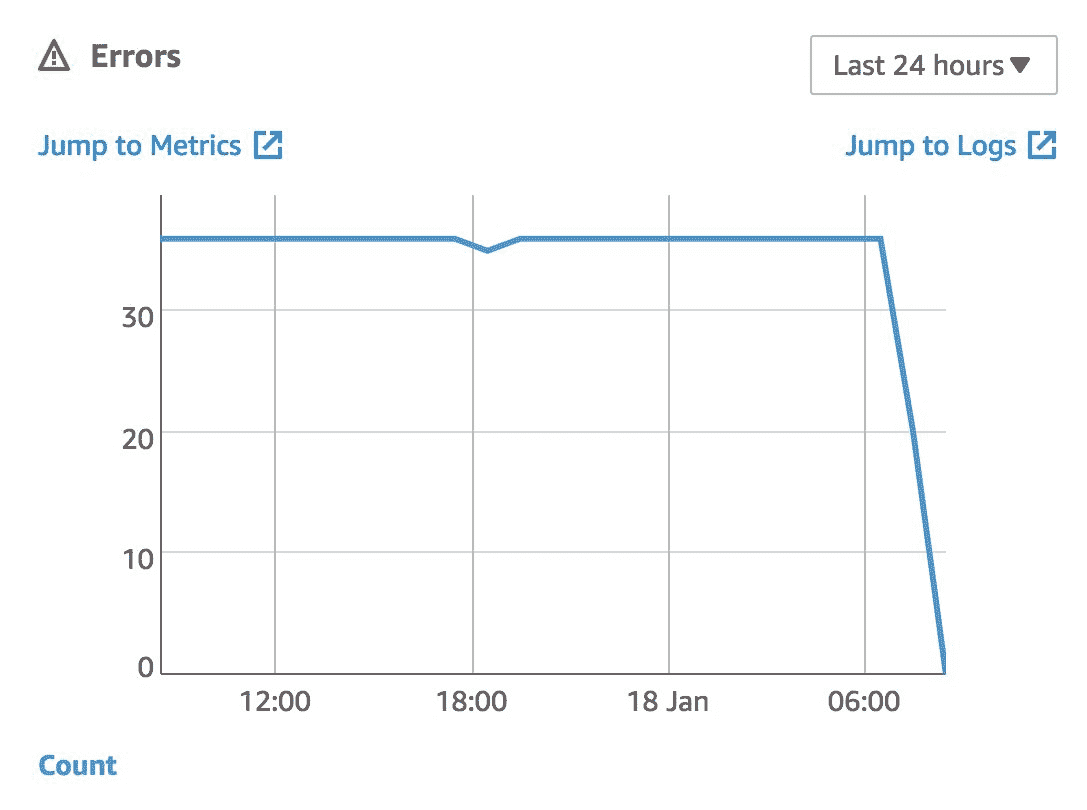 Errors
Last 24 hours
Jump to Metrics
Jump to Logs
30
20
10
0
12:00
18:00
18 Jan
06:00
Count